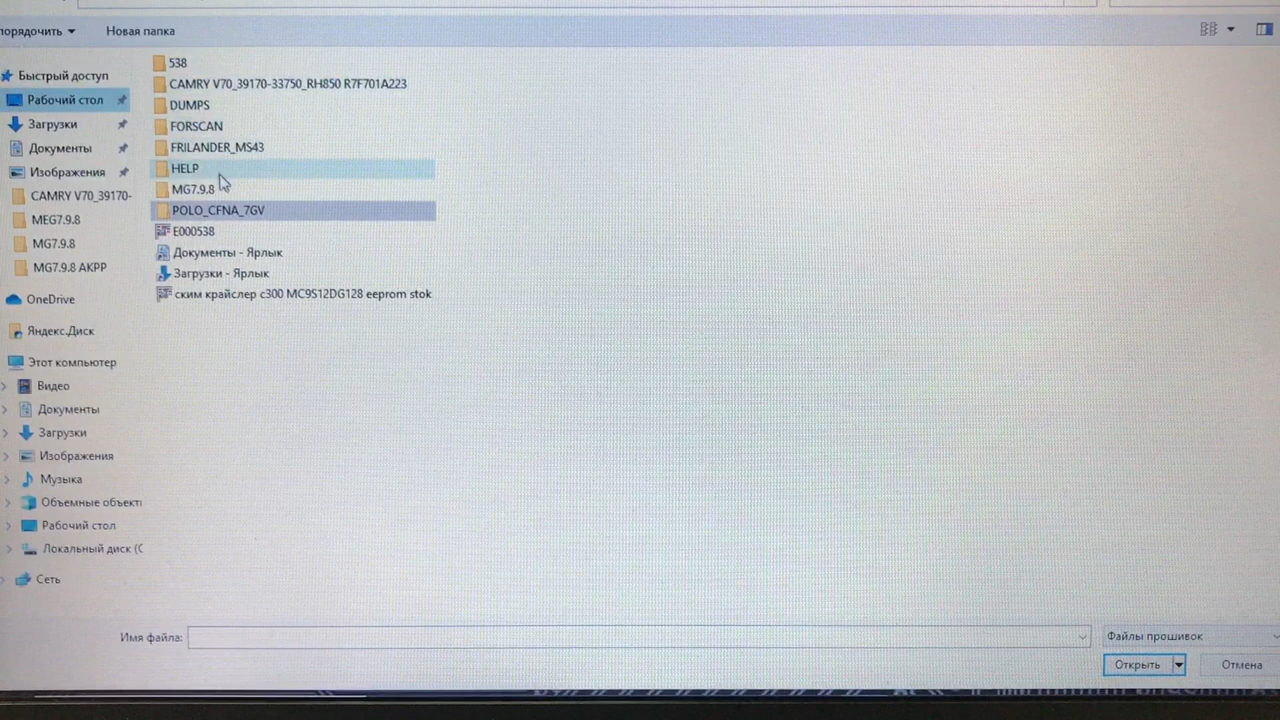 порядочить
Новая папка
Быстрый доступ
Рабочий стол
Загрузки
Документы
Изображения
CAMRY V70_39170-
MEG7.9.8
MG7.9.8
MG7.9.8 AKPP
OneDrive
Яндекс.Диск
Этот компьютер
Видео
Документы
Загрузки
Изображения
Музыка
Объемные объекты
Рабочий стол
Локальный диск (C
Сеть
538
CAMRY V70_39170-33750_RH850 R7F701A223
DUMPS
FORSCAN
FRILANDER_MS43
HELP
MG7.9.8
POLO_CFNA_7GV
E000538
Документы - Ярлык
Загрузки - Ярлык
ским крайслер с300 MC9S12DG128 eeprom stok
Имя файла:
Файлы прошивок
Открыть
Отмена